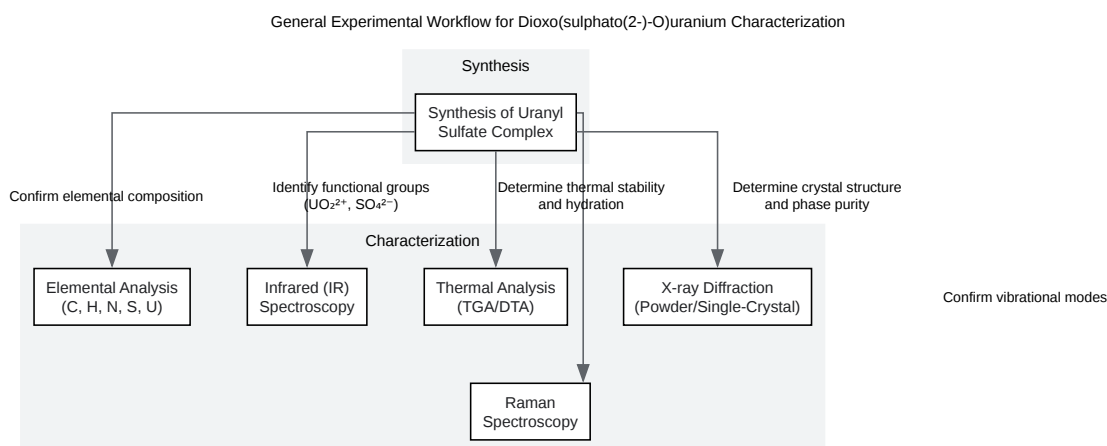 General Experimental Workflow for Dioxo(sulphato(2-)-O)uranium Characterization
Synthesis
Synthesis of Uranyl
Sulfate Complex
Confirm elemental composition
Identify functional groups
(UO₂²⁺, SO₄²⁻)
Determine thermal stability
and hydration
Determine crystal structure
and phase purity
Characterization
Elemental Analysis
(C, H, N, S, U)
Infrared (IR)
Spectroscopy
Thermal Analysis
(TGA/DTA)
X-ray Diffraction
(Powder/Single-Crystal)
Confirm vibrational modes
Raman
Spectroscopy